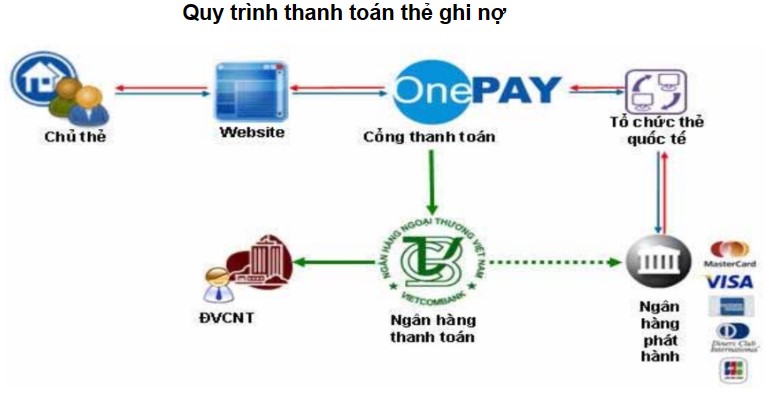 Quy trình thanh toán thẻ ghi nợ
OnePAY
Chủ thẻ
Website
Cổng thanh toán
Tổ chức thẻ
quốc tế
NGÂN HÀNG NGOẠI THƯƠNG VIỆT NAM
VIETCOMBANK
ĐVCNT
Ngân hàng
thanh toán
Ngân
hàng
phát
hành
MasterCard
VISA
Diners Club
International
JCB